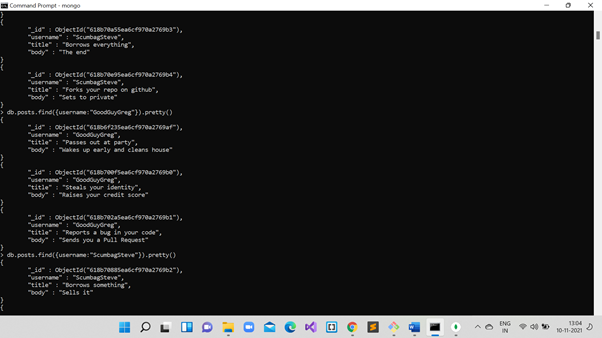 Command Prompt - mongo
}
{
"_id" : ObjectId("618b70a55ea6cf970a2769b3"),
"username" : "ScumbagSteve",
"title" : "Borrows everything",
"body" : "The end"
}
{
"_id" : ObjectId("618b70e95ea6cf970a2769b4"),
"username" : "ScumbagSteve",
"title" : "Forks your repo on github",
"body" : "Sets to private"
}
> db.posts.find({username:"GoodGuyGreg"}).pretty()
{
"_id" : ObjectId("618b6f235ea6cf970a2769af"),
"username" : "GoodGuyGreg",
"title" : "Passes out at party",
"body" : "Wakes up early and cleans house"
}
{
"_id" : ObjectId("618b700f5ea6cf970a2769b0"),
"username" : "GoodGuyGreg",
"title" : "Steals your identity",
"body" : "Raises your credit score"
}
{
"_id" : ObjectId("618b702a5ea6cf970a2769b1"),
"username" : "GoodGuyGreg",
"title" : "Reports a bug in your code",
"body" : "Sends you a Pull Request"
}
> db.posts.find({username:"ScumbagSteve"}).pretty()
{
"_id" : ObjectId("618b70885ea6cf970a2769b2"),
"username" : "ScumbagSteve",
"title" : "Borrows something",
"body" : "Sells it"
}
{
ENG
IN
13:04
10-11-2021